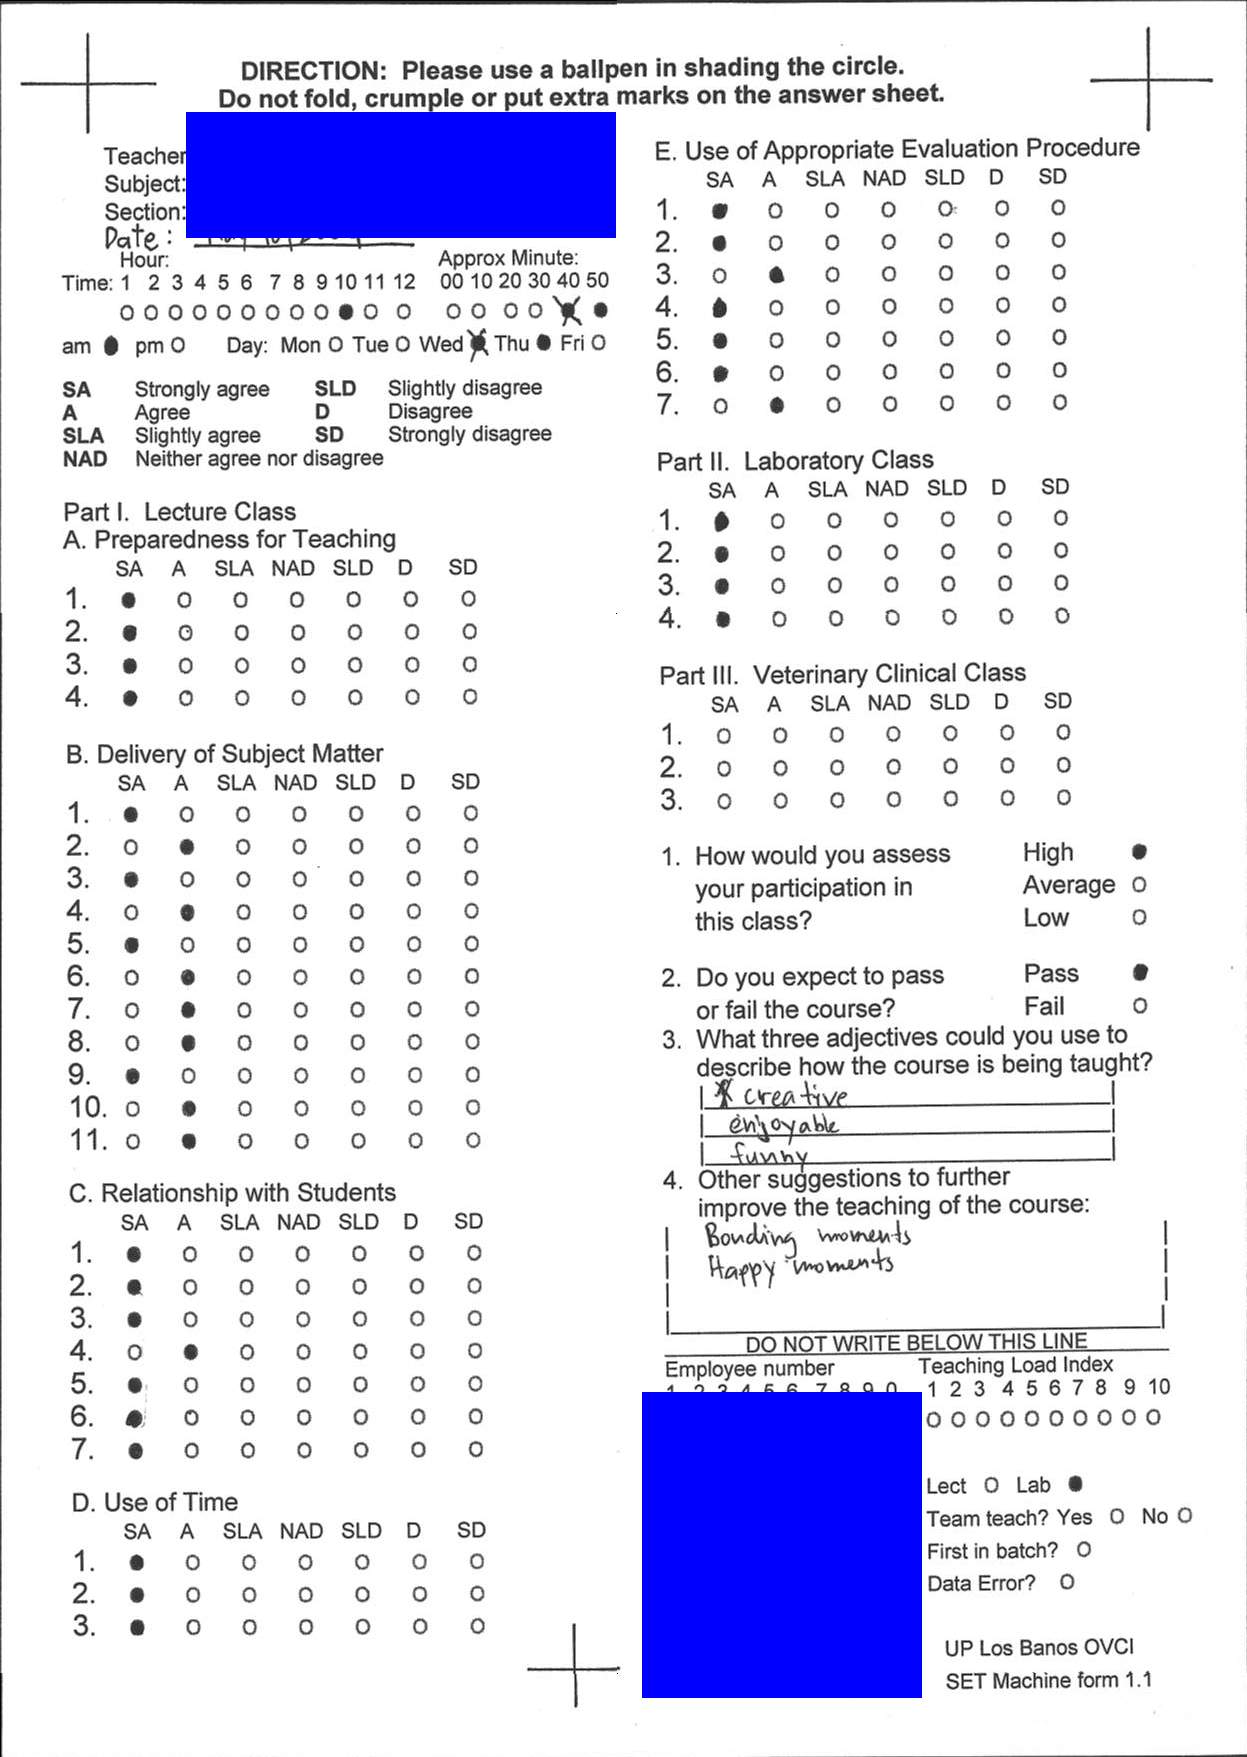 DIRECTION: Please use a ballpen in shading the circle.
Do not fold, crumple or put extra marks on the answer sheet.
Teacher
Subject:
Section:
Date:
Hour: Approx Minute:
Time: 1 2 3 4 5 6 7 8 9 10 11 12 00 10 20 30 40 50
am pm Day: Mon Tue Wed Thu Fri
SA Strongly agree SLD Slightly disagree
A Agree D Disagree
SLA Slightly agree SD Strongly disagree
NAD Neither agree nor disagree
Part I. Lecture Class
A. Preparedness for Teaching
SA A SLA NAD SLD D SD
1.
2.
3.
4.
B. Delivery of Subject Matter
SA A SLA NAD SLD D SD
1.
2.
3.
4.
5.
6.
7.
8.
9.
10.
11.
C. Relationship with Students
SA A SLA NAD SLD D SD
1.
2.
3.
4.
5.
6.
7.
D. Use of Time
SA A SLA NAD SLD D SD
1.
2.
3.
E. Use of Appropriate Evaluation Procedure
SA A SLA NAD SLD D SD
1.
2.
3.
4.
5.
6.
7.
Part II. Laboratory Class
SA A SLA NAD SLD D SD
1.
2.
3.
4.
Part III. Veterinary Clinical Class
SA A SLA NAD SLD D SD
1.
2.
3.
1. How would you assess High
your participation in Average
this class? Low
2. Do you expect to pass Pass
or fail the course? Fail
3. What three adjectives could you use to
describe how the course is being taught?
creative
enjoyable
funny
4. Other suggestions to further
improve the teaching of the course:
Bonding moments
Happy moments
DO NOT WRITE BELOW THIS LINE
Employee number Teaching Load Index
1 2 3 4 5 6 7 8 9 0 1 2 3 4 5 6 7 8 9 10
Lect Lab
Team teach? Yes No
First in batch?
Data Error?
UP Los Banos OVCI
SET Machine form 1.1